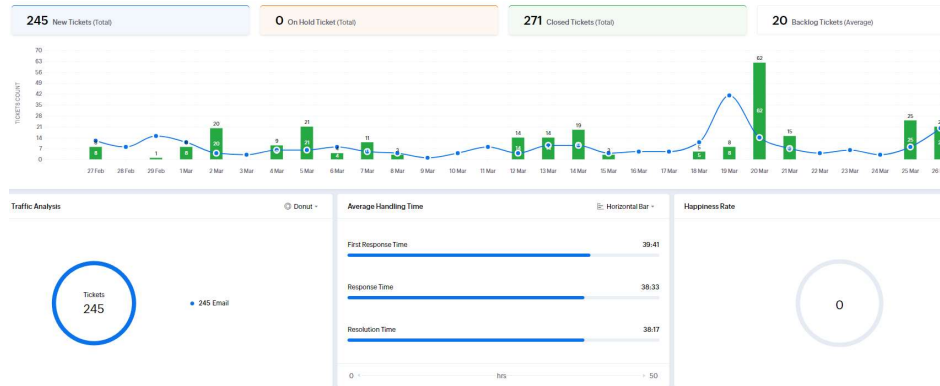 245 New Tickets (Total)
0 On Hold Ticket (Total)
271 Closed Tickets (Total)
20 Backlog Tickets (Average)
TICKETS COUNT
70
63
56
49
42
35
28
21
14
7
0
8
1
8
20
20
21
21
4
11
14
14
19
5
8
62
62
15
25
25
27 Feb 28 Feb 29 Feb 1 Mar 2 Mar 3 Mar 4 Mar 5 Mar 6 Mar 7 Mar 8 Mar 9 Mar 10 Mar 11 Mar 12 Mar 13 Mar 14 Mar 15 Mar 16 Mar 17 Mar 18 Mar 19 Mar 20 Mar 21 Mar 22 Mar 23 Mar 24 Mar 25 Mar 26
Traffic Analysis
Donut
Tickets
245
245 Email
Average Handling Time
Horizontal Bar
First Response Time 39:41
Response Time 38:33
Resolution Time 38:17
0 hrs 50
Happiness Rate
0